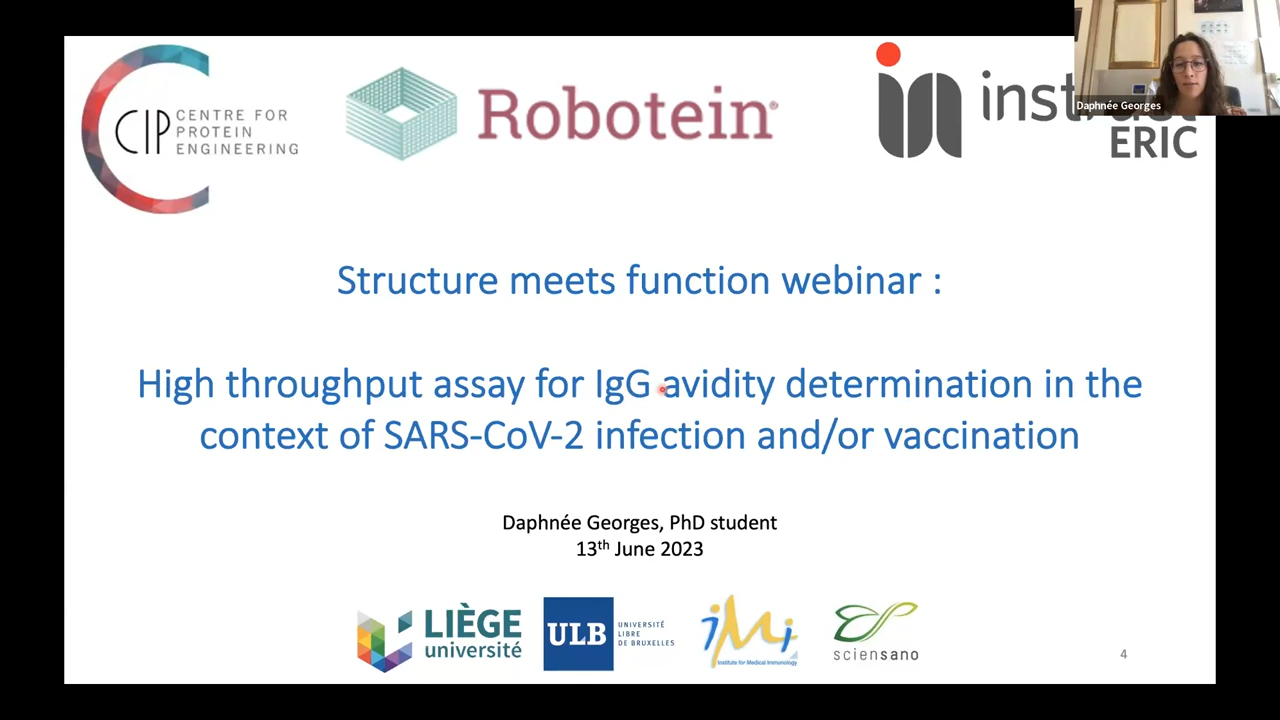 CIP CENTRE FOR
PROTEIN
ENGINEERING
Robotein®
ERIC
Daphnée Georges
Structure meets function webinar :
High throughput assay for IgG avidity determination in the
context of SARS-CoV-2 infection and/or vaccination
Daphnée Georges, PhD student
13th June 2023
LIÈGE
université
ULB UNIVERSITÉ
LIBRE
DE BRUXELLES
iMi
Institute for Medical Immunology
sciensano
4